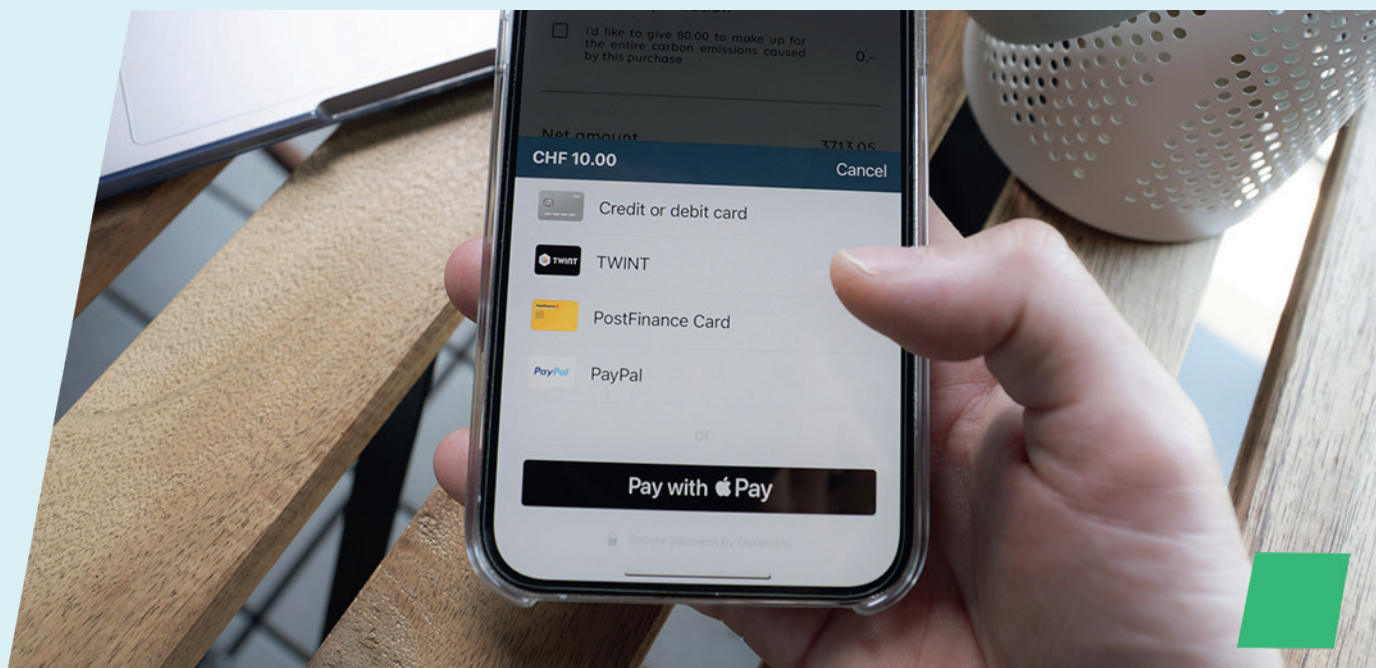 I'd like to give 80.00 to make up for
the entire carbon emissions caused
by this purchase
0.-
Net amount
3713.05
CHF 10.00
Cancel
Credit or debit card
TWINT
TWINT
PostFinance
PostFinance Card
PayPal
PayPal
or
Pay with Pay
Secure payment by Datatrans